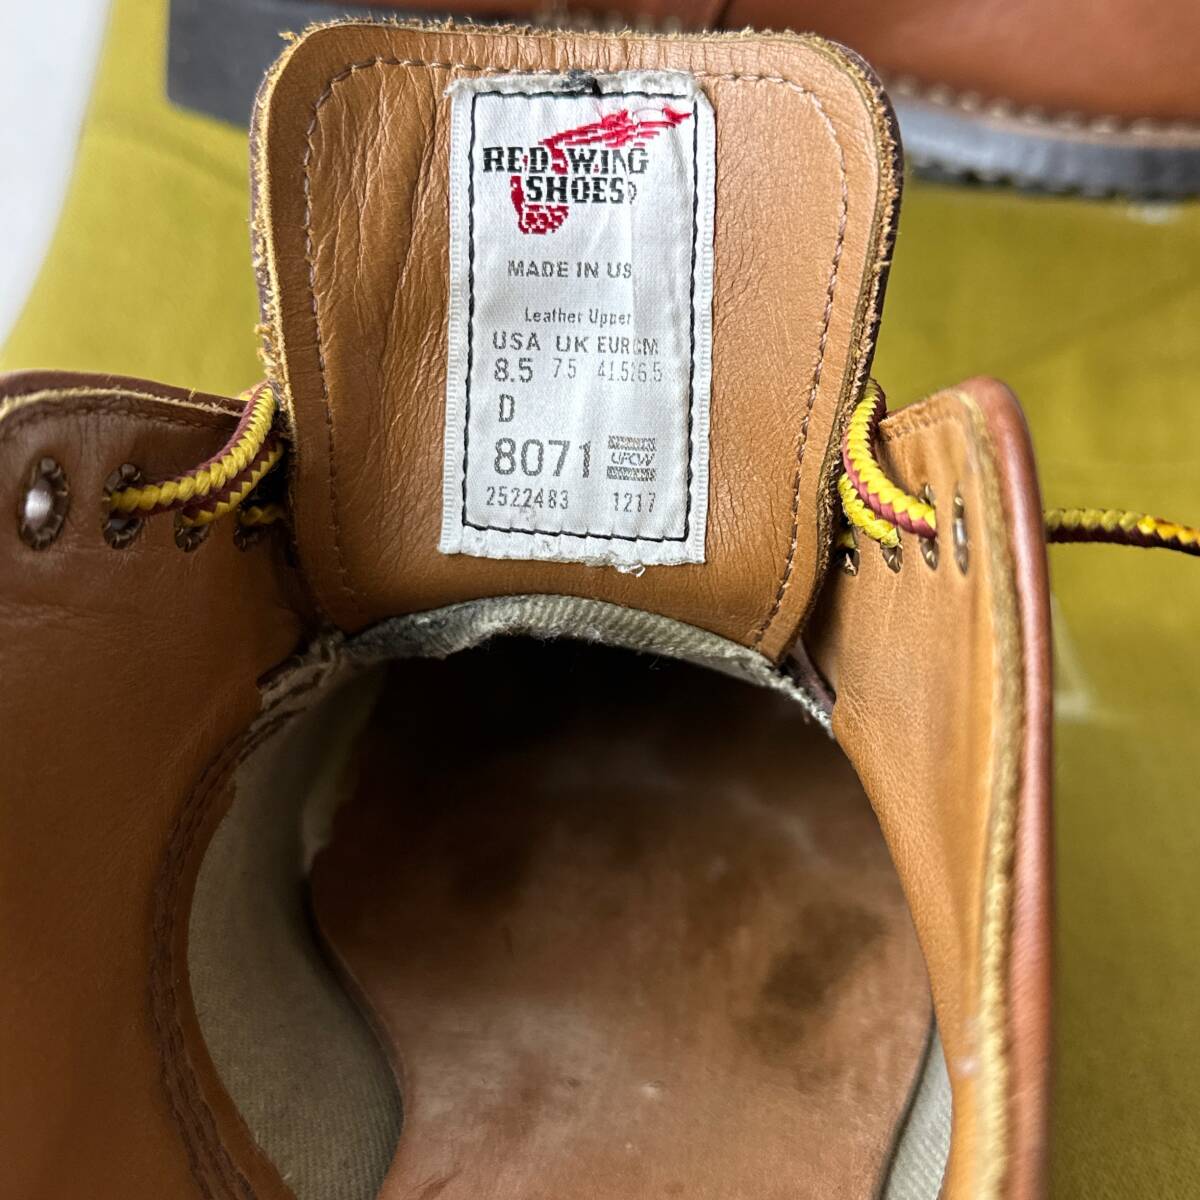 RED WING
SHOES
MADE IN US
Leather Upper
USA UK EUR CM
8.5 7.5 41.5 26.5
D
8071 UFCW
2522483 1217